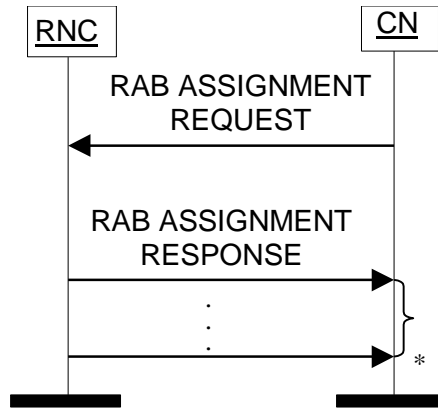 RNC
CN
RAB ASSIGNMENT
REQUEST
RAB ASSIGNMENT
RESPONSE
*